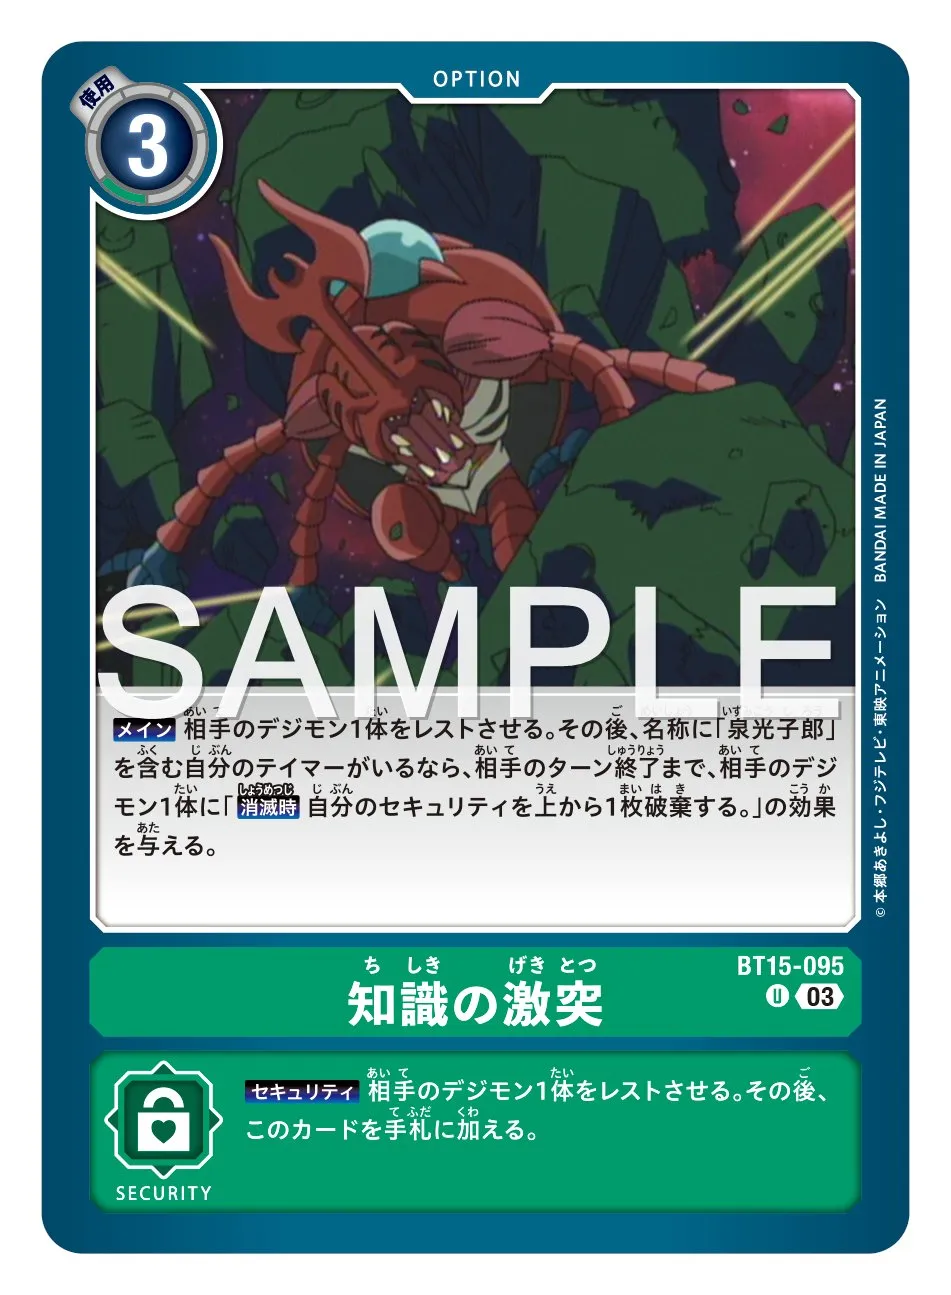 OPTION
使用
3
SAMPLE
メイン 相手のデジモン1体をレストさせる。その後、名称に「泉光子郎」
を含む自分のテイマーがいるなら、相手のターン終了まで、相手のデジ
モン1体に「消滅時 自分のセキュリティを上から1枚破棄する。」の効果
を与える。
© 本郷あきよし・フジテレビ・東映アニメーション BANDAI MADE IN JAPAN
ち しき げき とつ
知識の激突
BT15-095
U 03
セキュリティ 相手のデジモン1体をレストさせる。その後、
このカードを手札に加える。
SECURITY